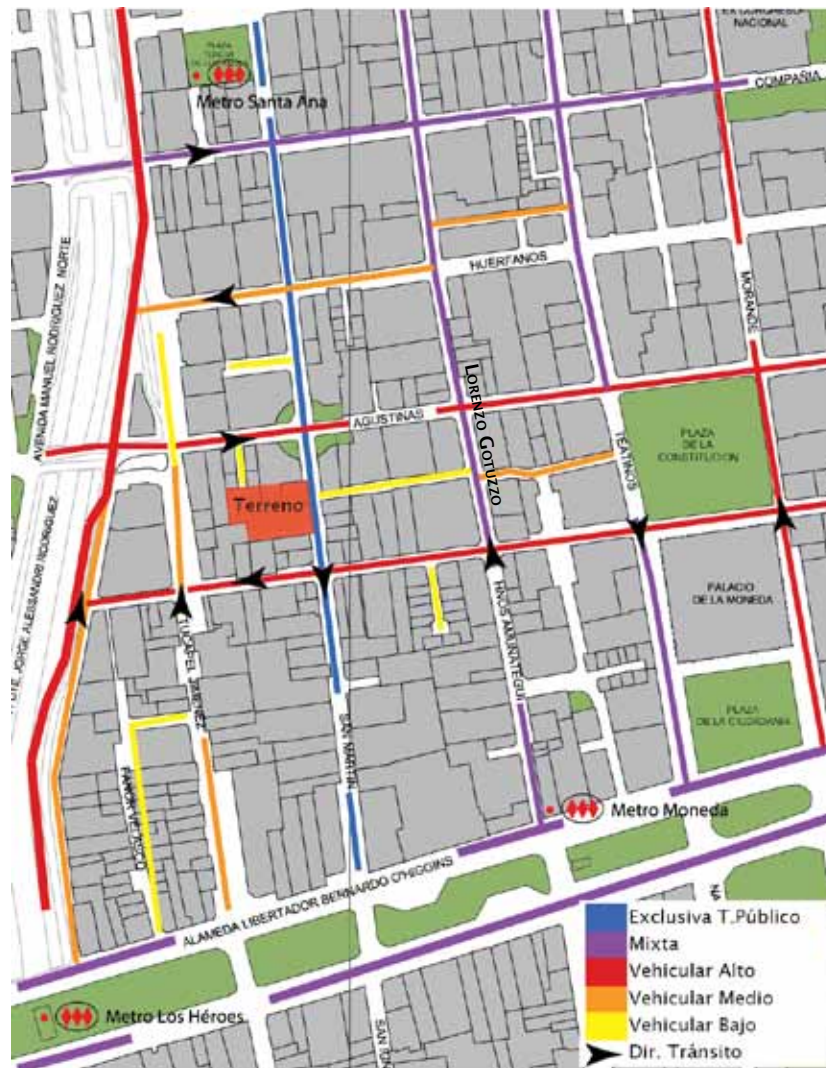 EX CONGRESO
NACIONAL
PLAZA
Metro Santa Ana
COMPAÑIA
AVENIDA MANUEL RODRIGUEZ NORTE
HUERFANOS
MORANDE
LORENZO GOTUZZO
AGUSTINAS
TEATINOS
PLAZA
DE LA
CONSTITUCION
Terreno
PALACIO
DE LA MONEDA
JORGE ALESSANDRI RODRIGUEZ
TUCAPEL JIMENEZ
HNOS AMUNATEGUI
SAN MARTIN
PLAZA
DE LA CIUDADANIA
Metro Moneda
ALAMEDA LIBERTADOR BERNARDO O'HIGGINS
Metro Los Héroes
Exclusiva T.Público
Mixta
Vehicular Alto
Vehicular Medio
Vehicular Bajo
Dir. Tránsito